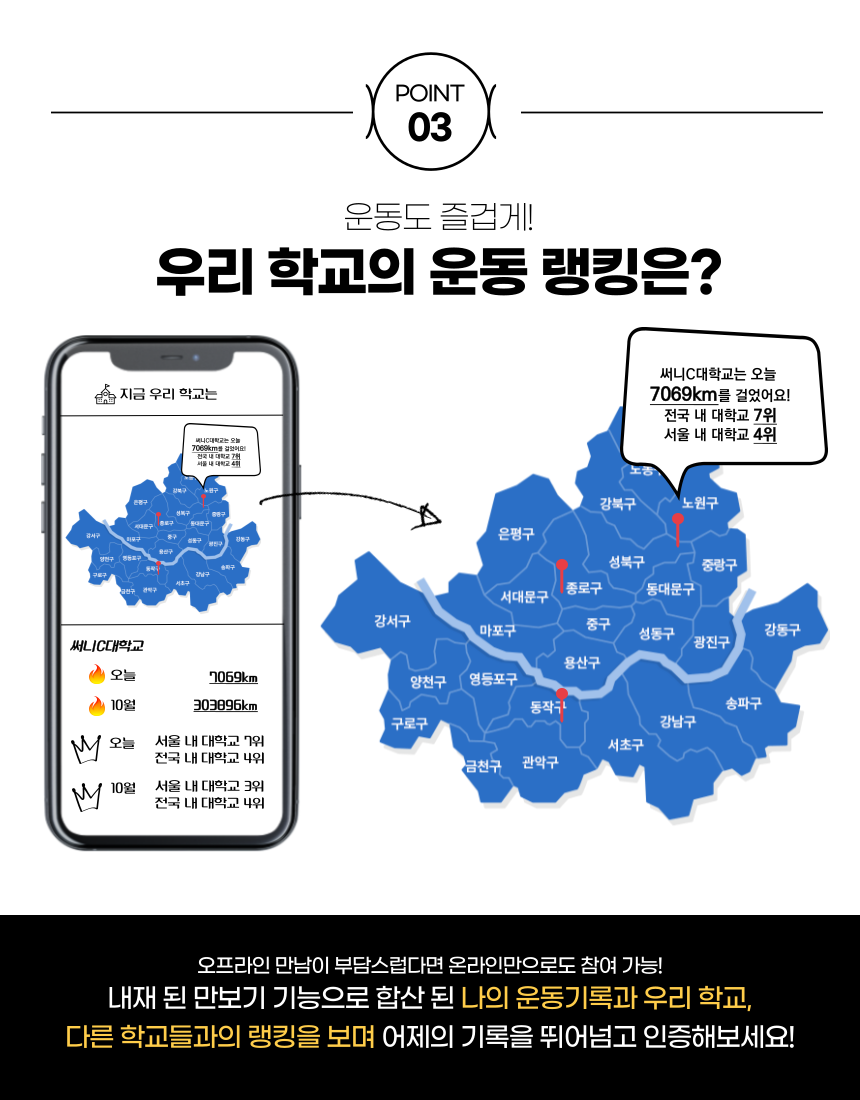 POINT
03
운동도 즐겁게!
우리 학교의 운동 랭킹은?
지금 우리 학교는
써니C대학교는 오늘
7069km를 걸었어요!
전국 내 대학교 7위
서울 내 대학교 4위
강북구
노원구
은평구
성북구
중랑구
서대문구
종로구
동대문구
강서구
마포구
중구
성동구
광진구
강동구
용산구
양천구
영등포구
동작구
송파구
구로구
강남구
서초구
금천구
관악구
써니C대학교
오늘
7069km
10월
303896km
오늘
서울 내 대학교 7위
전국 내 대학교 4위
10월
서울 내 대학교 3위
전국 내 대학교 4위
써니C대학교는 오늘
7069km를 걸었어요!
전국 내 대학교 7위
서울 내 대학교 4위
강북구
노원구
은평구
성북구
중랑구
서대문구
종로구
동대문구
강서구
마포구
중구
성동구
광진구
강동구
용산구
양천구
영등포구
동작구
송파구
구로구
강남구
서초구
금천구
관악구
오프라인 만남이 부담스럽다면 온라인만으로도 참여 가능!
내재 된 만보기 기능으로 합산 된 나의 운동기록과 우리 학교,
다른 학교들과의 랭킹을 보며 어제의 기록을 뛰어넘고 인증해보세요!